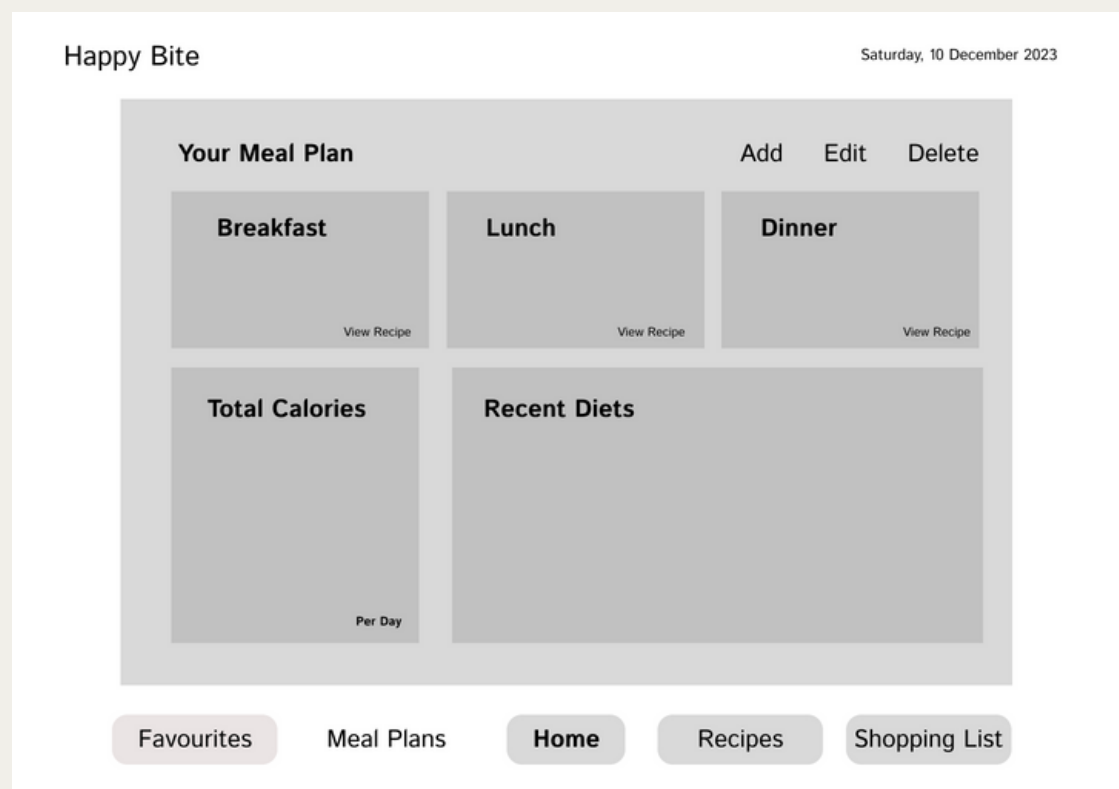 Happy Bite
Saturday, 10 December 2023
Your Meal Plan
Add Edit Delete
Breakfast
View Recipe
Lunch
View Recipe
Dinner
View Recipe
Total Calories
Per Day
Recent Diets
Favourites
Meal Plans
Home
Recipes
Shopping List